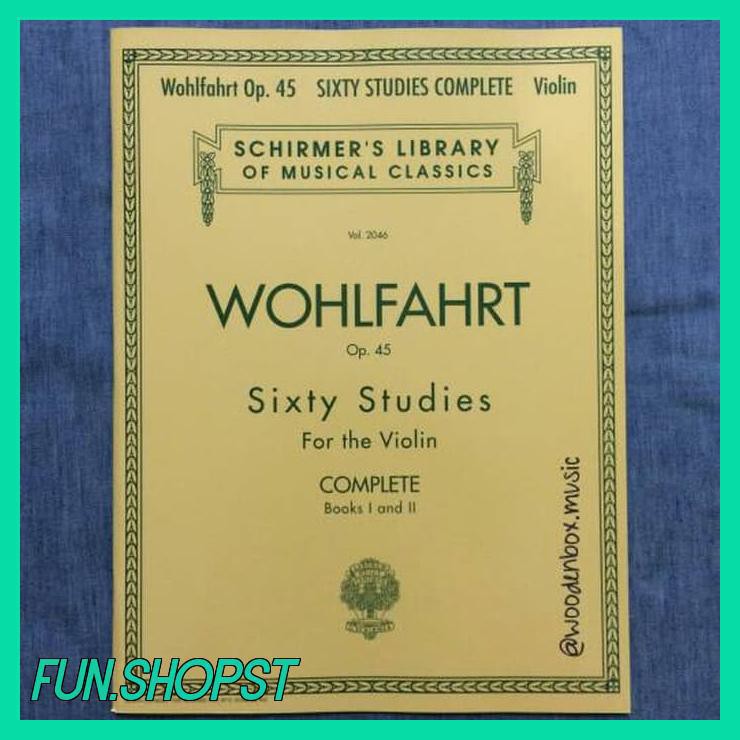 Wohlfahrt Op. 45 SIXTY STUDIES COMPLETE Violin
SCHIRMER'S LIBRARY
OF MUSICAL CLASSICS
Vol. 2046
WOHLFAHRT
Op. 45
Sixty Studies
For the Violin
COMPLETE
Books I and II
@woodenbox.music
FUN.SHOPST